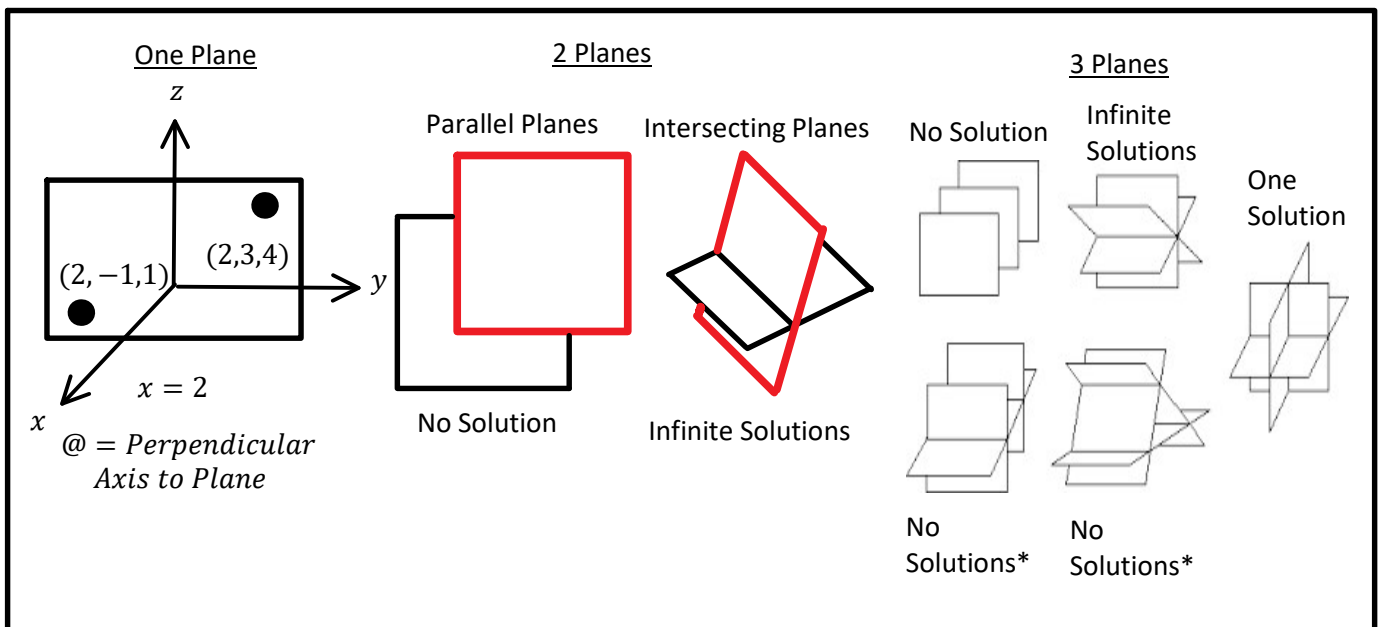 One Plane
z
(2, −1,1)
(2,3,4)
y
x
x = 2
@ = Perpendicular
Axis to Plane
2 Planes
Parallel Planes
No Solution
Intersecting Planes
Infinite Solutions
3 Planes
No Solution
Infinite
Solutions
One
Solution
No
Solutions*
No
Solutions*